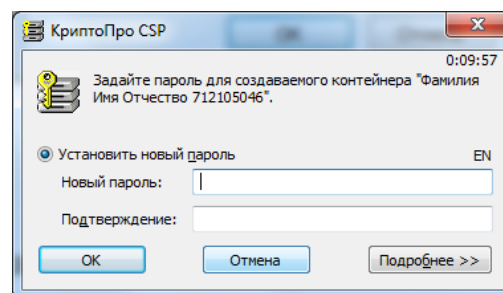 КриптоПро CSP
0:09:57
Задайте пароль для создаваемого контейнера "Фамилия
Имя Отчество 712105046".
Установить новый пароль
EN
Новый пароль:
Подтверждение:
ОК
Отмена
Подробнее >>